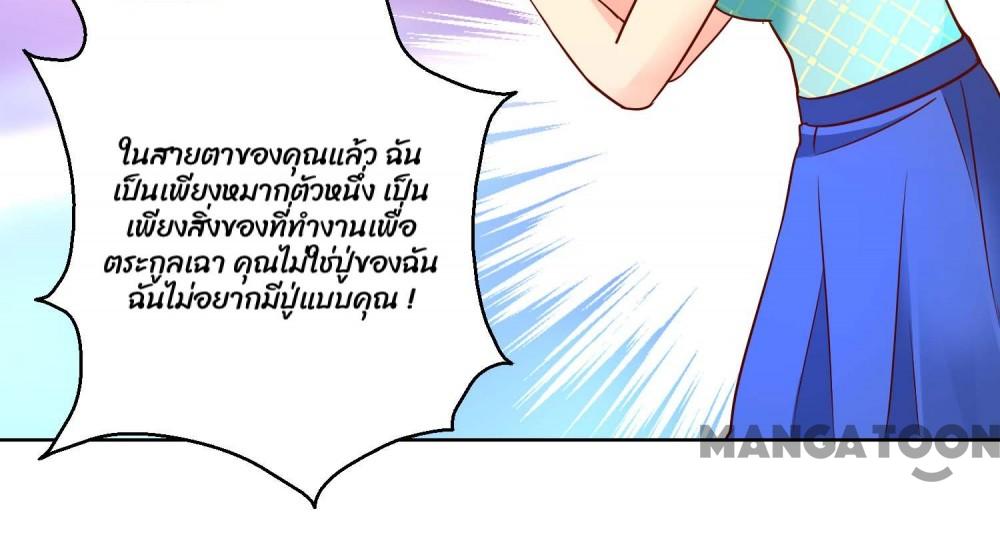 ในสายตาของคุณแล้ว ฉัน
เป็นเพียงหมากตัวหนึ่ง เป็น
เพียงสิ่งของที่ทำงานเพื่อ
ตระกูลเฉา คุณไม่ใช่ปู่ของฉัน
ฉันไม่อยากมีปู่แบบคุณ !
MANGATOON